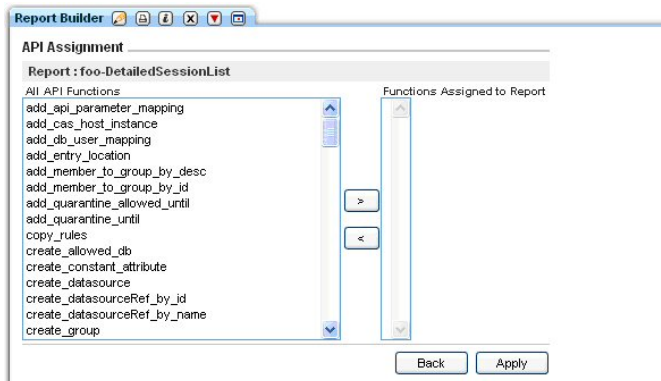 Report Builder
API Assignment
Report : foo-DetailedSessionList
All API Functions
Functions Assigned to Report
add_api_parameter_mapping
add_cas_host_instance
add_db_user_mapping
add_entry_location
add_member_to_group_by_desc
add_member_to_group_by_id
add_quarantine_allowed_until
add_quarantine_until
copy_rules
create_allowed_db
create_constant_attribute
create_datasource
create_datasourceRef_by_id
create_datasourceRef_by_name
create_group
>
<
Back
Apply